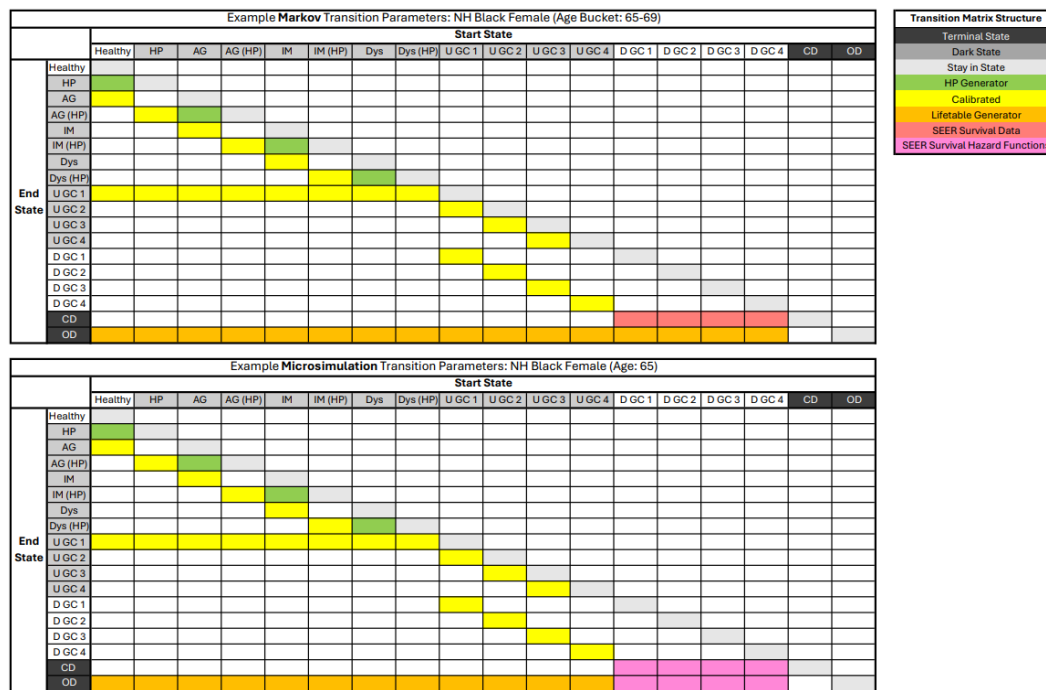 Example Markov Transition Parameters: NH Black Female (Age Bucket: 65-69)
Start State
Healthy HP AG AG (HP) IM IM (HP) Dys Dys (HP) U GC 1 U GC 2 U GC 3 U GC 4 D GC 1 D GC 2 D GC 3 D GC 4 CD OD
End State
Healthy
HP
AG
AG (HP)
IM
IM (HP)
Dys
Dys (HP)
U GC 1
U GC 2
U GC 3
U GC 4
D GC 1
D GC 2
D GC 3
D GC 4
CD
OD
Transition Matrix Structure
Terminal State
Dark State
Stay in State
HP Generator
Calibrated
Lifetable Generator
SEER Survival Data
SEER Survival Hazard Functions
Example Microsimulation Transition Parameters: NH Black Female (Age: 65)
Start State
Healthy HP AG AG (HP) IM IM (HP) Dys Dys (HP) U GC 1 U GC 2 U GC 3 U GC 4 D GC 1 D GC 2 D GC 3 D GC 4 CD OD
End State
Healthy
HP
AG
AG (HP)
IM
IM (HP)
Dys
Dys (HP)
U GC 1
U GC 2
U GC 3
U GC 4
D GC 1
D GC 2
D GC 3
D GC 4
CD
OD